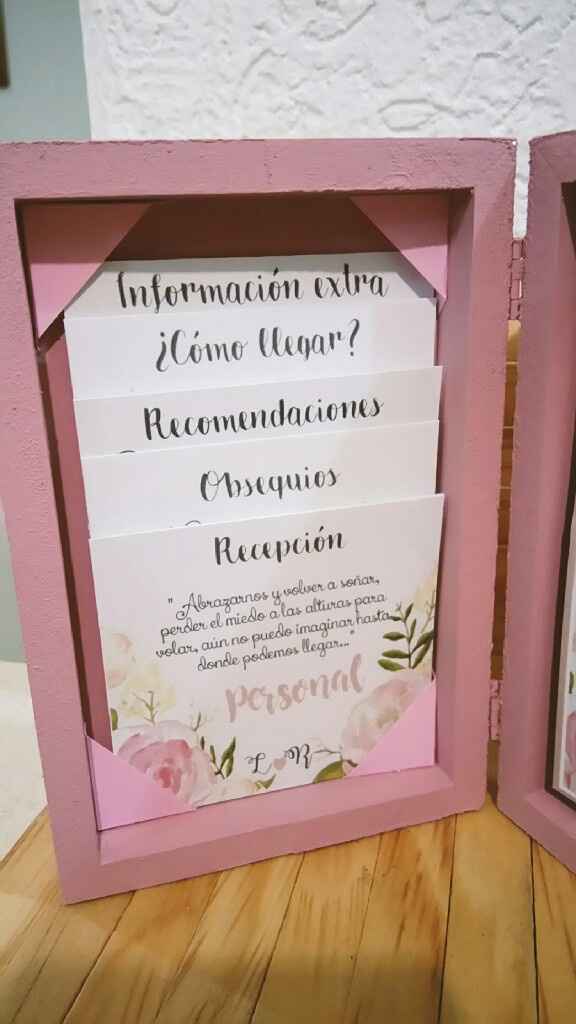 Información extra
¿Cómo llegar?
Recomendaciones
Obsequios
Recepción
" Abrazarnos y volver a soñar,
perder el miedo a las alturas para
volar, aún no puedo imaginar hasta
donde podemos llegar..."
personal